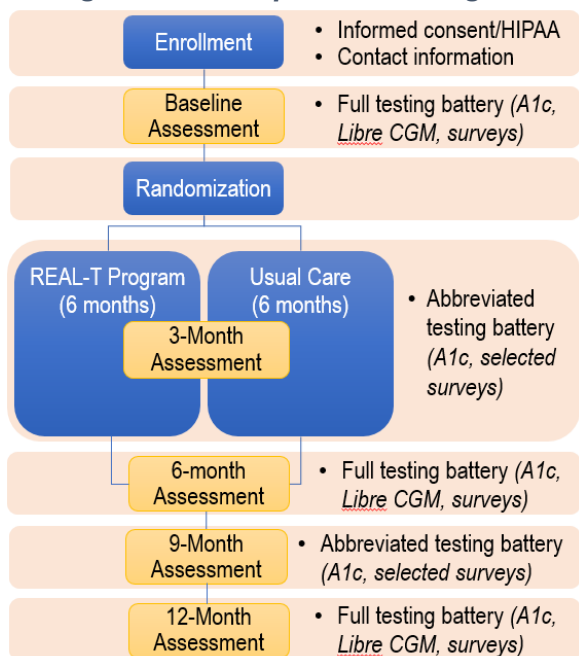 Enrollment
• Informed consent/HIPAA
• Contact information
Baseline
Assessment
• Full testing battery (A1c,
Libre CGM, surveys)
Randomization
REAL-T Program
(6 months)
Usual Care
(6 months)
3-Month
Assessment
• Abbreviated
testing battery
(A1c, selected
surveys)
6-month
Assessment
• Full testing battery (A1c,
Libre CGM, surveys)
9-Month
Assessment
• Abbreviated testing battery
(A1c, selected surveys)
12-Month
Assessment
• Full testing battery (A1c,
Libre CGM, surveys)